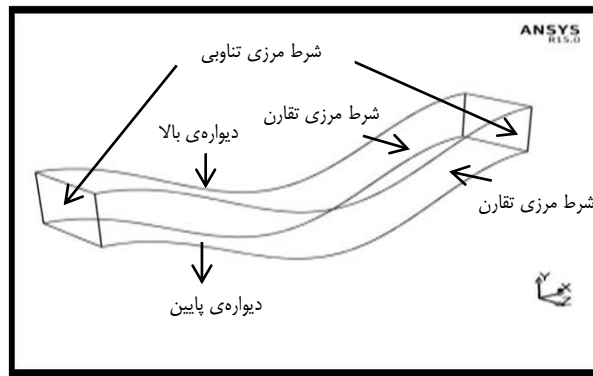 ANSYS
R15.0
شرط مرزی تناوبی
شرط مرزی تقارن
دیواره‌ی بالا
شرط مرزی تقارن
دیواره‌ی پایین
Y
X
Z